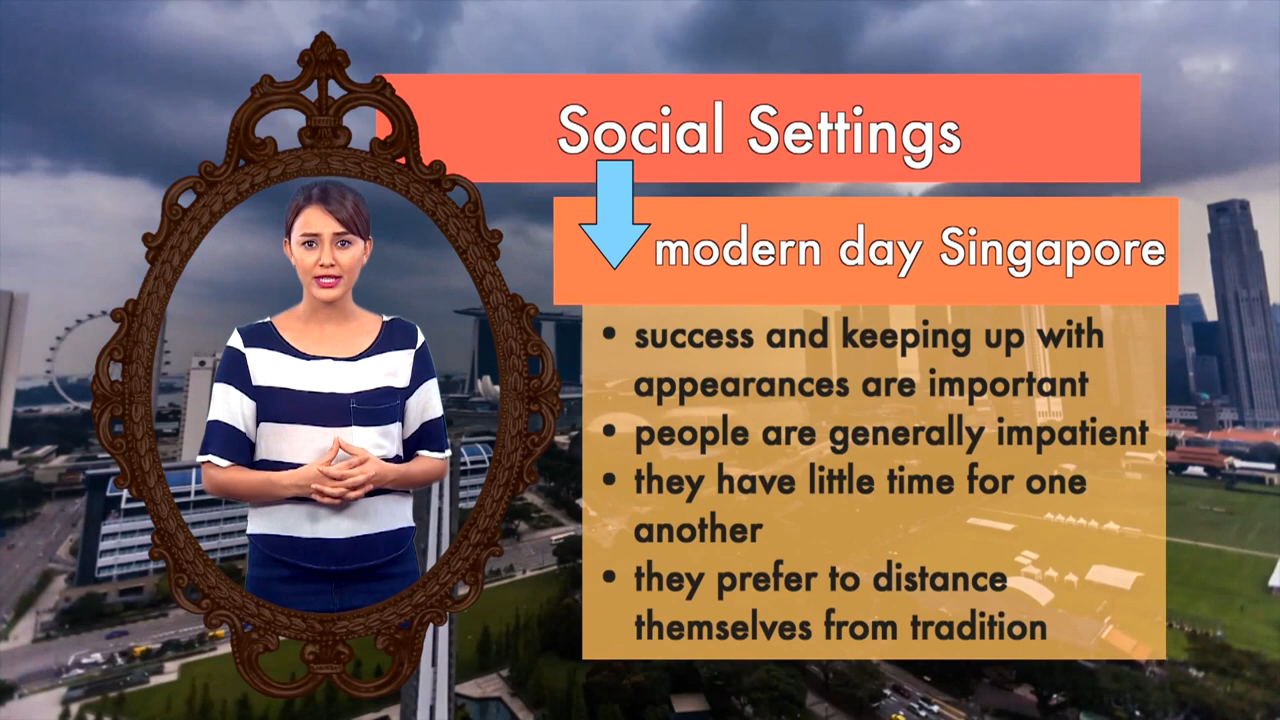 Social Settings
modern day Singapore
• success and keeping up with
appearances are important
• people are generally impatient
• they have little time for one
another
• they prefer to distance
themselves from tradition